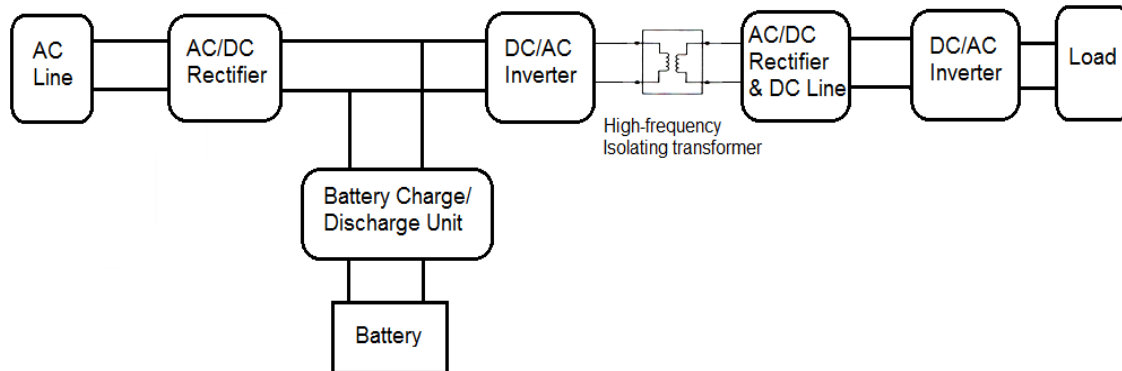 AC
Line
AC/DC
Rectifier
DC/AC
Inverter
High-frequency
Isolating transformer
AC/DC
Rectifier
& DC Line
DC/AC
Inverter
Load
Battery Charge/
Discharge Unit
Battery